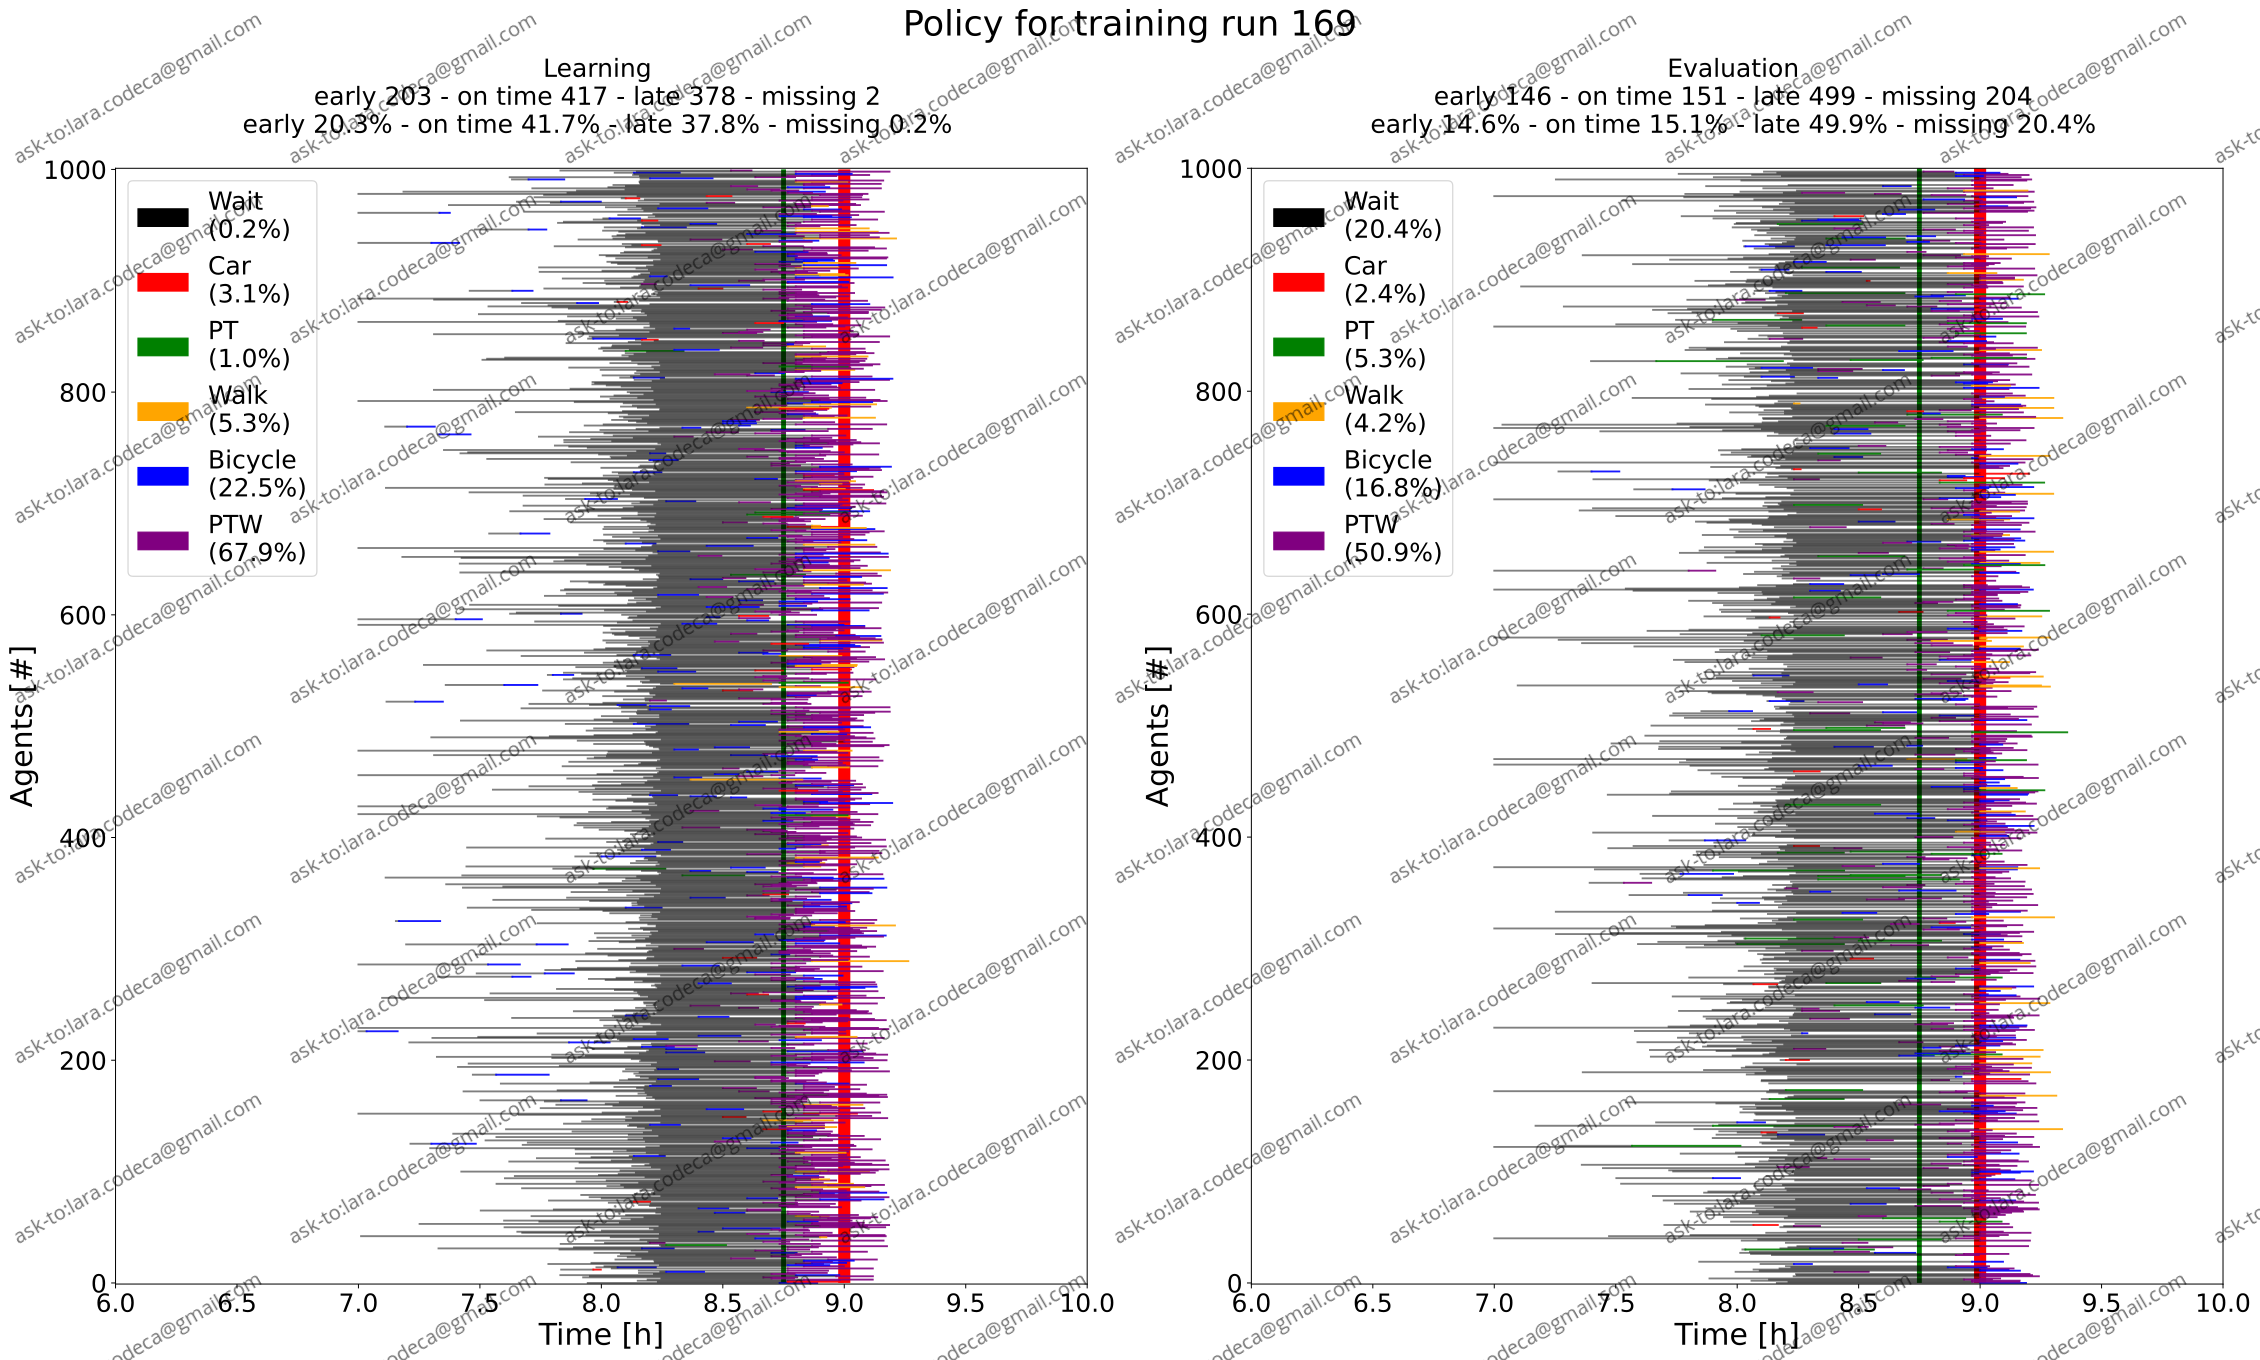 Policy for training run 169
Learning
early 203 - on time 417 - late 378 - missing 2
early 20.3% - on time 41.7% - late 37.8% - missing 0.2%
1000
800
600
400
200
0
Agents [#]
Wait
(0.2%)
Car
(3.1%)
PT
(1.0%)
Walk
(5.3%)
Bicycle
(22.5%)
PTW
(67.9%)
6.0 6.5 7.0 7.5 8.0 8.5 9.0 9.5 10.0
Time [h]
Evaluation
early 146 - on time 151 - late 499 - missing 204
early 14.6% - on time 15.1% - late 49.9% - missing 20.4%
1000
800
600
400
200
0
Agents [#]
Wait
(20.4%)
Car
(2.4%)
PT
(5.3%)
Walk
(4.2%)
Bicycle
(16.8%)
PTW
(50.9%)
6.0 6.5 7.0 7.5 8.0 8.5 9.0 9.5 10.0
Time [h]
ask-to:lara.codeca@gmail.com